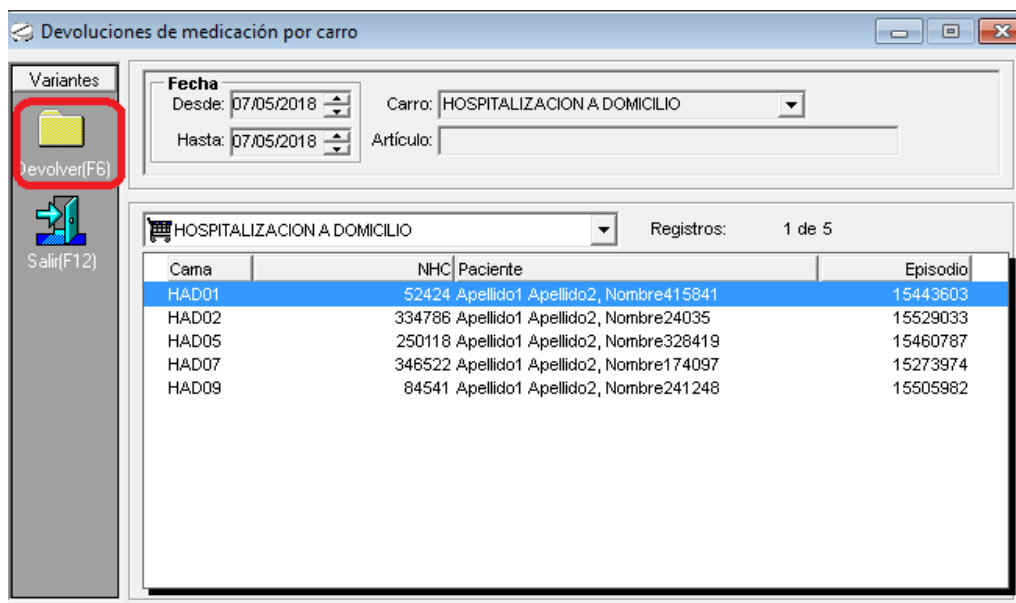 Devoluciones de medicación por carro
Variantes
Devolver(F6)
Salir(F12)
Fecha
Desde: 07/05/2018 Carro: HOSPITALIZACION A DOMICILIO
Hasta: 07/05/2018 Artículo:
HOSPITALIZACION A DOMICILIO Registros: 1 de 5
Cama NHC Paciente Episodio
HAD01 52424 Apellido1 Apellido2, Nombre415841 15443603
HAD02 334786 Apellido1 Apellido2, Nombre24035 15529033
HAD05 250118 Apellido1 Apellido2, Nombre328419 15460787
HAD07 346522 Apellido1 Apellido2, Nombre174097 15273974
HAD09 84541 Apellido1 Apellido2, Nombre241248 15505982